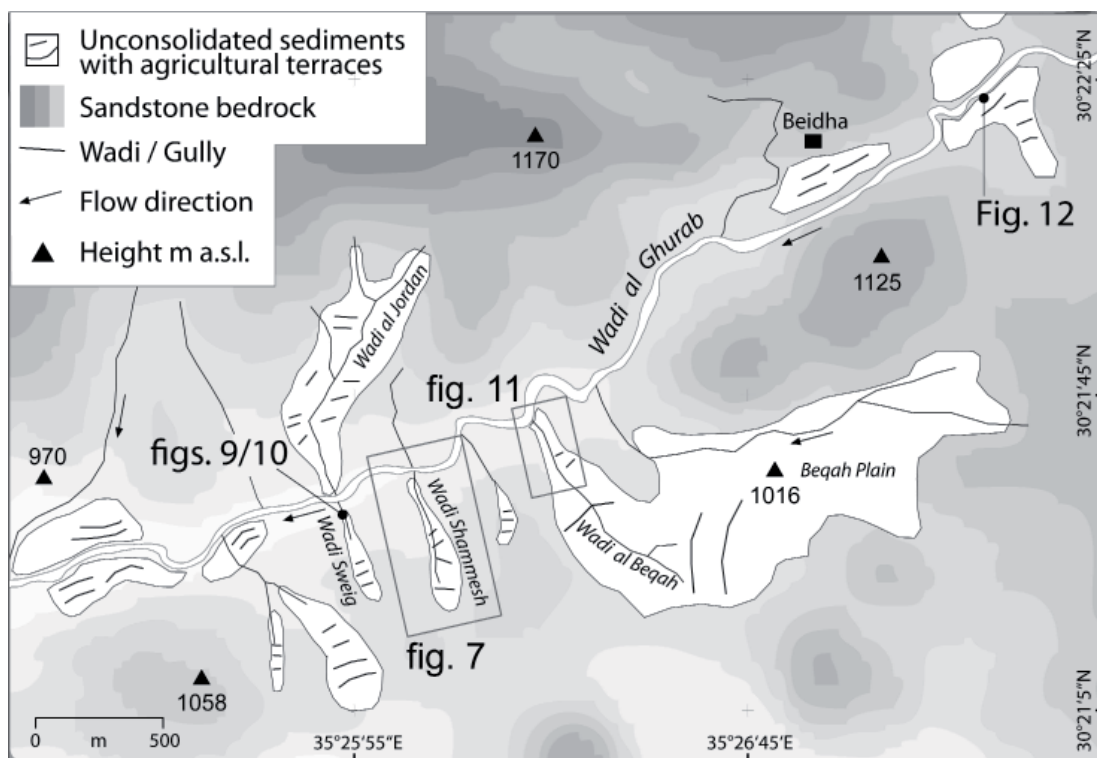 Unconsolidated sediments
with agricultural terraces
Sandstone bedrock
Wadi / Gully
Flow direction
Height m a.s.l.
1170
Beidha
30°22′25″N
Fig. 12
Wadi al Ghurab
1125
Wadi al Jordan
fig. 11
30°21′45″N
figs. 9/10
970
1016
Beqah Plain
Wadi Shammesh
Wadi Sweig
Wadi al Beqah
fig. 7
1058
30°21′5″N
0 m 500
35°25′55″E
35°26′45″E